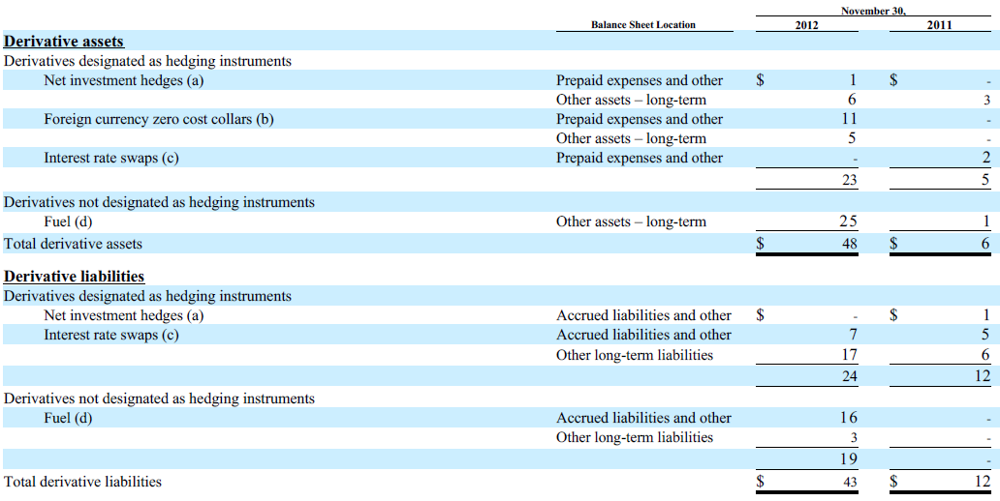 November 30,
Balance Sheet Location 2012 2011
Derivative assets
Derivatives designated as hedging instruments
Net investment hedges (a) Prepaid expenses and other $ 1 $ -
Other assets – long-term 6 3
Foreign currency zero cost collars (b) Prepaid expenses and other 11 -
Other assets – long-term 5 -
Interest rate swaps (c) Prepaid expenses and other - 2
23 5
Derivatives not designated as hedging instruments
Fuel (d) Other assets – long-term 25 1
Total derivative assets $ 48 $ 6
Derivative liabilities
Derivatives designated as hedging instruments
Net investment hedges (a) Accrued liabilities and other $ - $ 1
Interest rate swaps (c) Accrued liabilities and other 7 5
Other long-term liabilities 17 6
24 12
Derivatives not designated as hedging instruments
Fuel (d) Accrued liabilities and other 16 -
Other long-term liabilities 3 -
19 -
Total derivative liabilities $ 43 $ 12